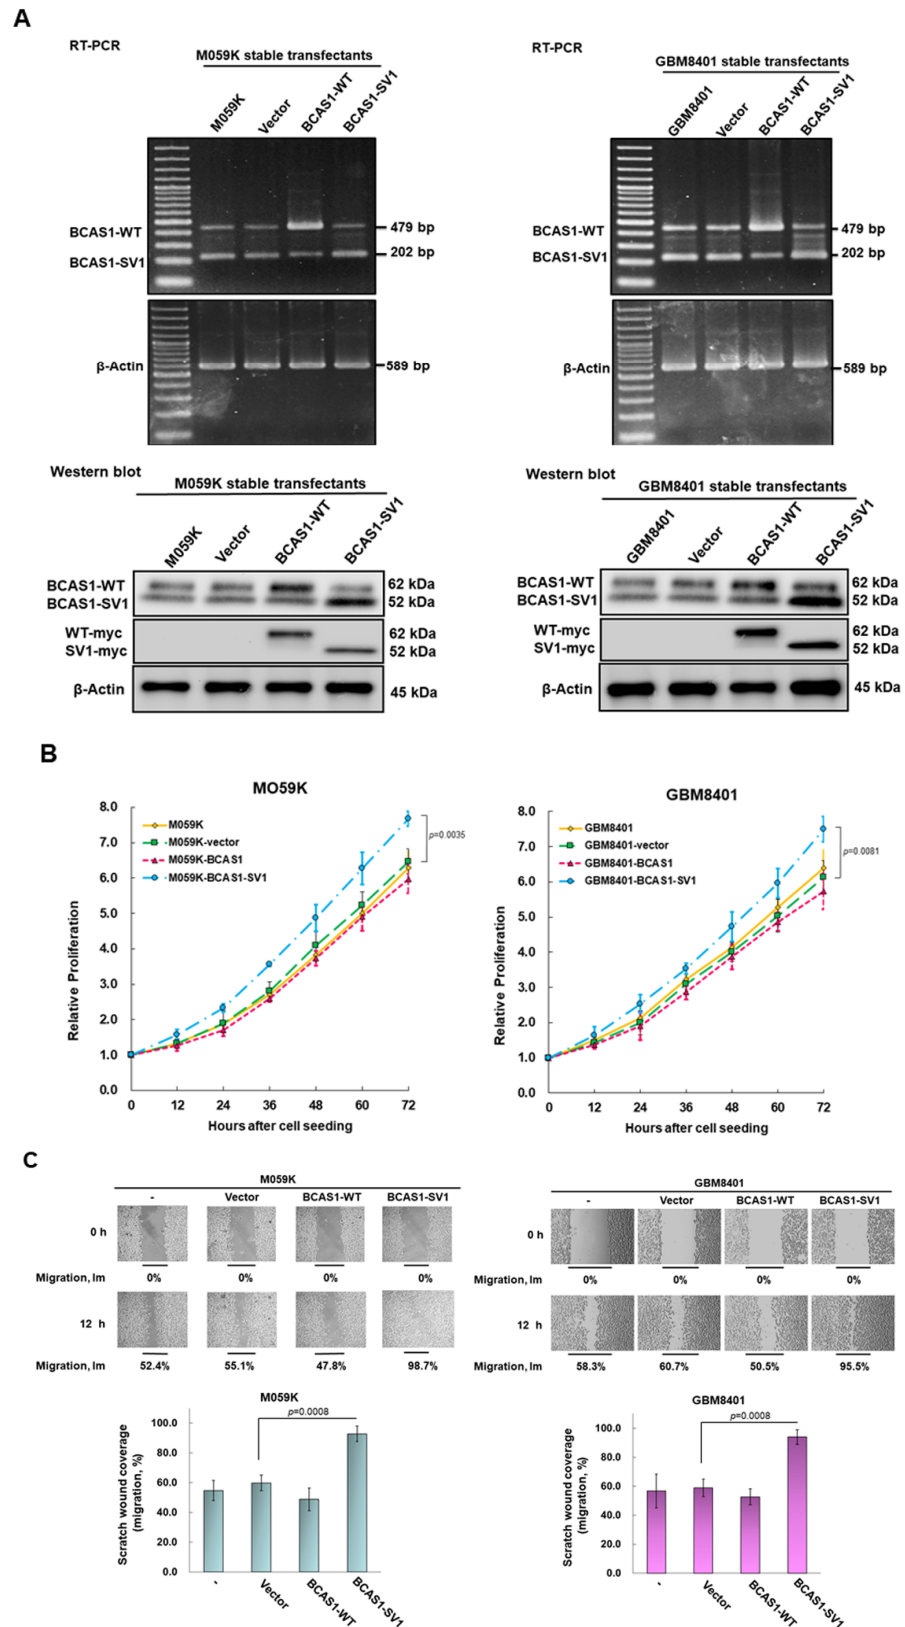 A
RT-PCR
M059K stable transfectants
M059K
Vector
BCAS1-WT
BCAS1-SV1
BCAS1-WT
BCAS1-SV1
479 bp
202 bp
β-Actin
589 bp
RT-PCR
GBM8401 stable transfectants
GBM8401
Vector
BCAS1-WT
BCAS1-SV1
BCAS1-WT
BCAS1-SV1
479 bp
202 bp
β-Actin
589 bp
Western blot
M059K stable transfectants
M059K
Vector
BCAS1-WT
BCAS1-SV1
BCAS1-WT 62 kDa
BCAS1-SV1 52 kDa
WT-myc 62 kDa
SV1-myc 52 kDa
β-Actin 45 kDa
Western blot
GBM8401 stable transfectants
GBM8401
Vector
BCAS1-WT
BCAS1-SV1
BCAS1-WT 62 kDa
BCAS1-SV1 52 kDa
WT-myc 62 kDa
SV1-myc 52 kDa
β-Actin 45 kDa
B
MO59K
Relative Proliferation
8.0
7.0
6.0
5.0
4.0
3.0
2.0
1.0
0.0
M059K
M059K-vector
M059K-BCAS1
M059K-BCAS1-SV1
p=0.0035
0 12 24 36 48 60 72
Hours after cell seeding
GBM8401
Relative Proliferation
8.0
7.0
6.0
5.0
4.0
3.0
2.0
1.0
0.0
GBM8401
GBM8401-vector
GBM8401-BCAS1
GBM8401-BCAS1-SV1
p=0.0081
0 12 24 36 48 60 72
Hours after cell seeding
C
M059K
- Vector BCAS1-WT BCAS1-SV1
0 h
Migration, Im 0% 0% 0% 0%
12 h
Migration, Im 52.4% 55.1% 47.8% 98.7%
GBM8401
- Vector BCAS1-WT BCAS1-SV1
0 h
Migration, Im 0% 0% 0% 0%
12 h
Migration, Im 58.3% 60.7% 50.5% 95.5%
M059K
p=0.0008
Scratch wound coverage
(migration, %)
100.0
80.0
60.0
40.0
20.0
0.0
-
Vector
BCAS1-WT
BCAS1-SV1
GBM8401
p=0.0008
Scratch wound coverage
(migration, %)
100.0
80.0
60.0
40.0
20.0
0.0
-
Vector
BCAS1-WT
BCAS1-SV1